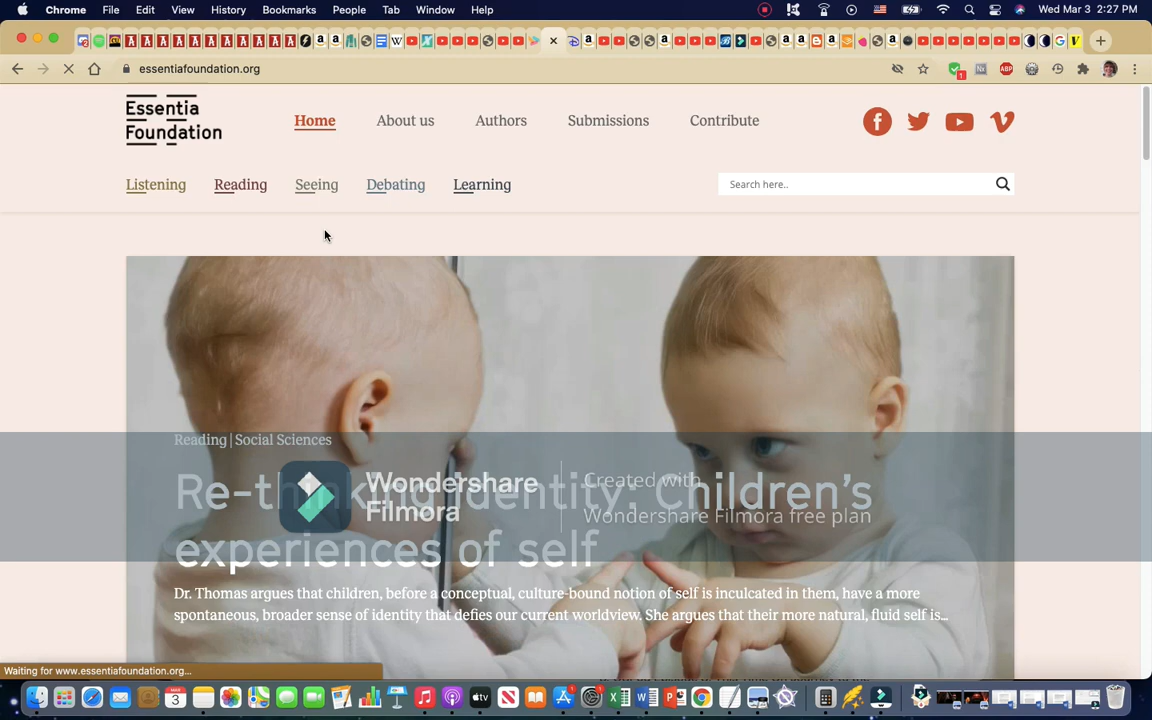 Chrome File Edit View History Bookmarks People Tab Window Help Wed Mar 3 2:27 PM
essentiafoundation.org
Essentia
Foundation
Home About us Authors Submissions Contribute
Listening Reading Seeing Debating Learning Search here..
Reading | Social Sciences
Re-thinking identity: Children's
experiences of self
Wondershare
Filmora
Created with
Wondershare Filmora free plan
Dr. Thomas argues that children, before a conceptual, culture-bound notion of self is inculcated in them, have a more
spontaneous, broader sense of identity that defies our current worldview. She argues that their more natural, fluid self is...
Waiting for www.essentiafoundation.org...